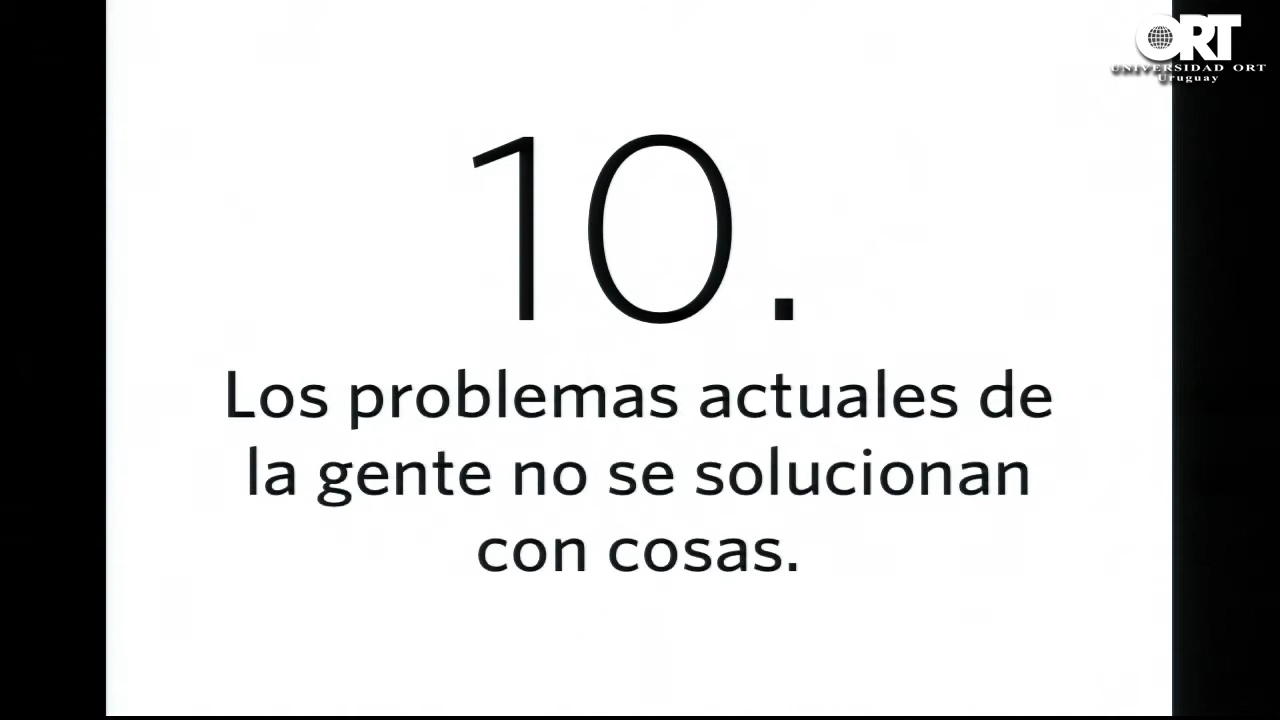 ORT
UNIVERSIDAD ORT
Uruguay
10.
Los problemas actuales de
la gente no se solucionan
con cosas.